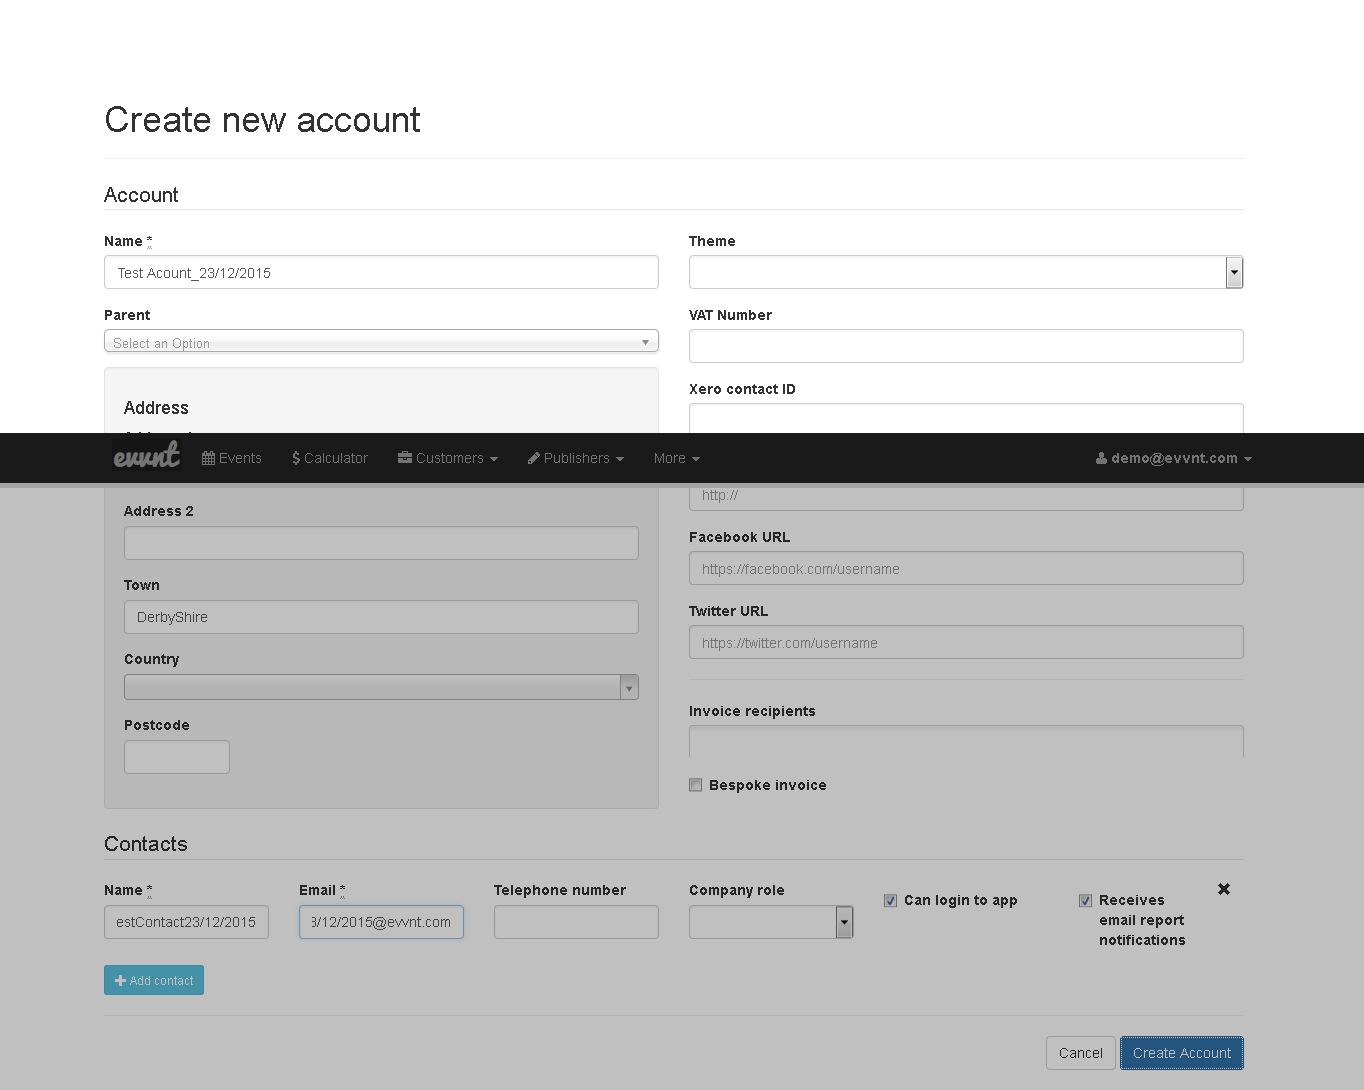 Create new account
Account
Name *
Test Acount_23/12/2015
Theme
Parent
Select an Option
VAT Number
Xero contact ID
Address
evvnt
Events
Calculator
Customers
Publishers
More
demo@evvnt.com
http://
Address 2
Facebook URL
https://facebook.com/username
Town
DerbyShire
Twitter URL
https://twitter.com/username
Country
Invoice recipients
Postcode
Bespoke invoice
Contacts
Name *
Email *
Telephone number
Company role
Can login to app
Receives
email report
notifications
estContact23/12/2015
3/12/2015@evvnt.com
Add contact
Cancel
Create Account